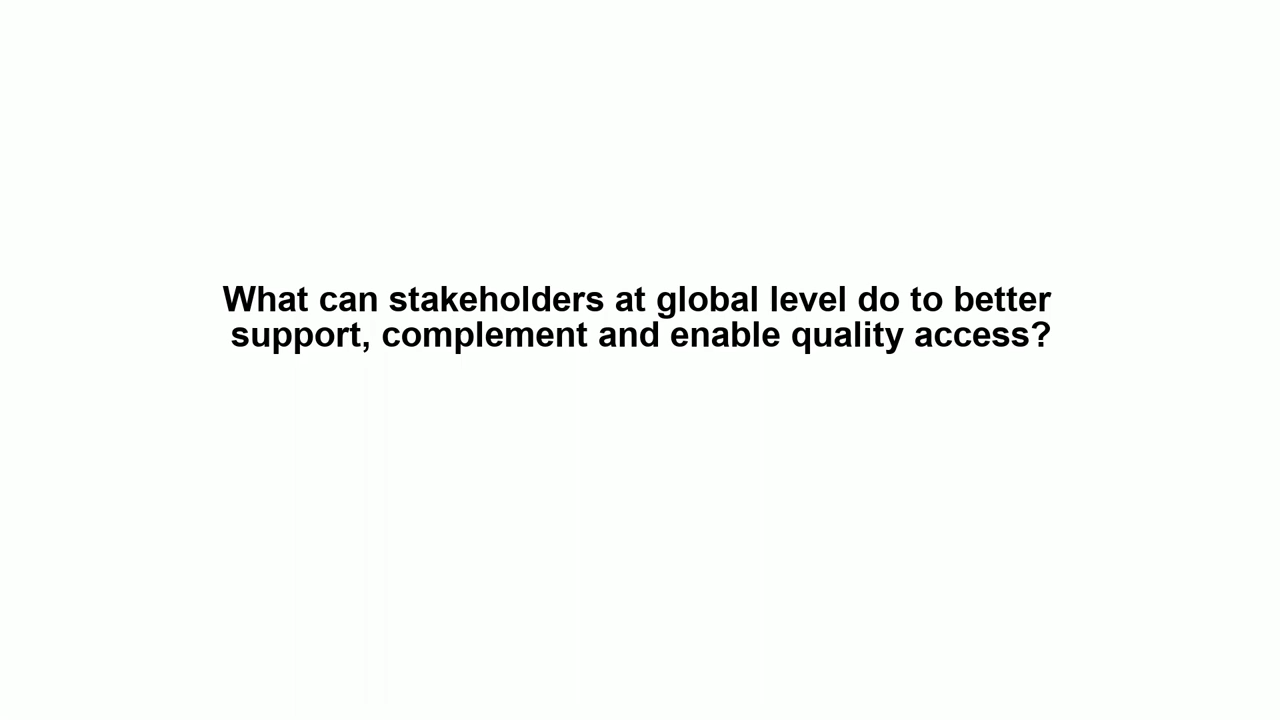 What can stakeholders at global level do to better
support, complement and enable quality access?